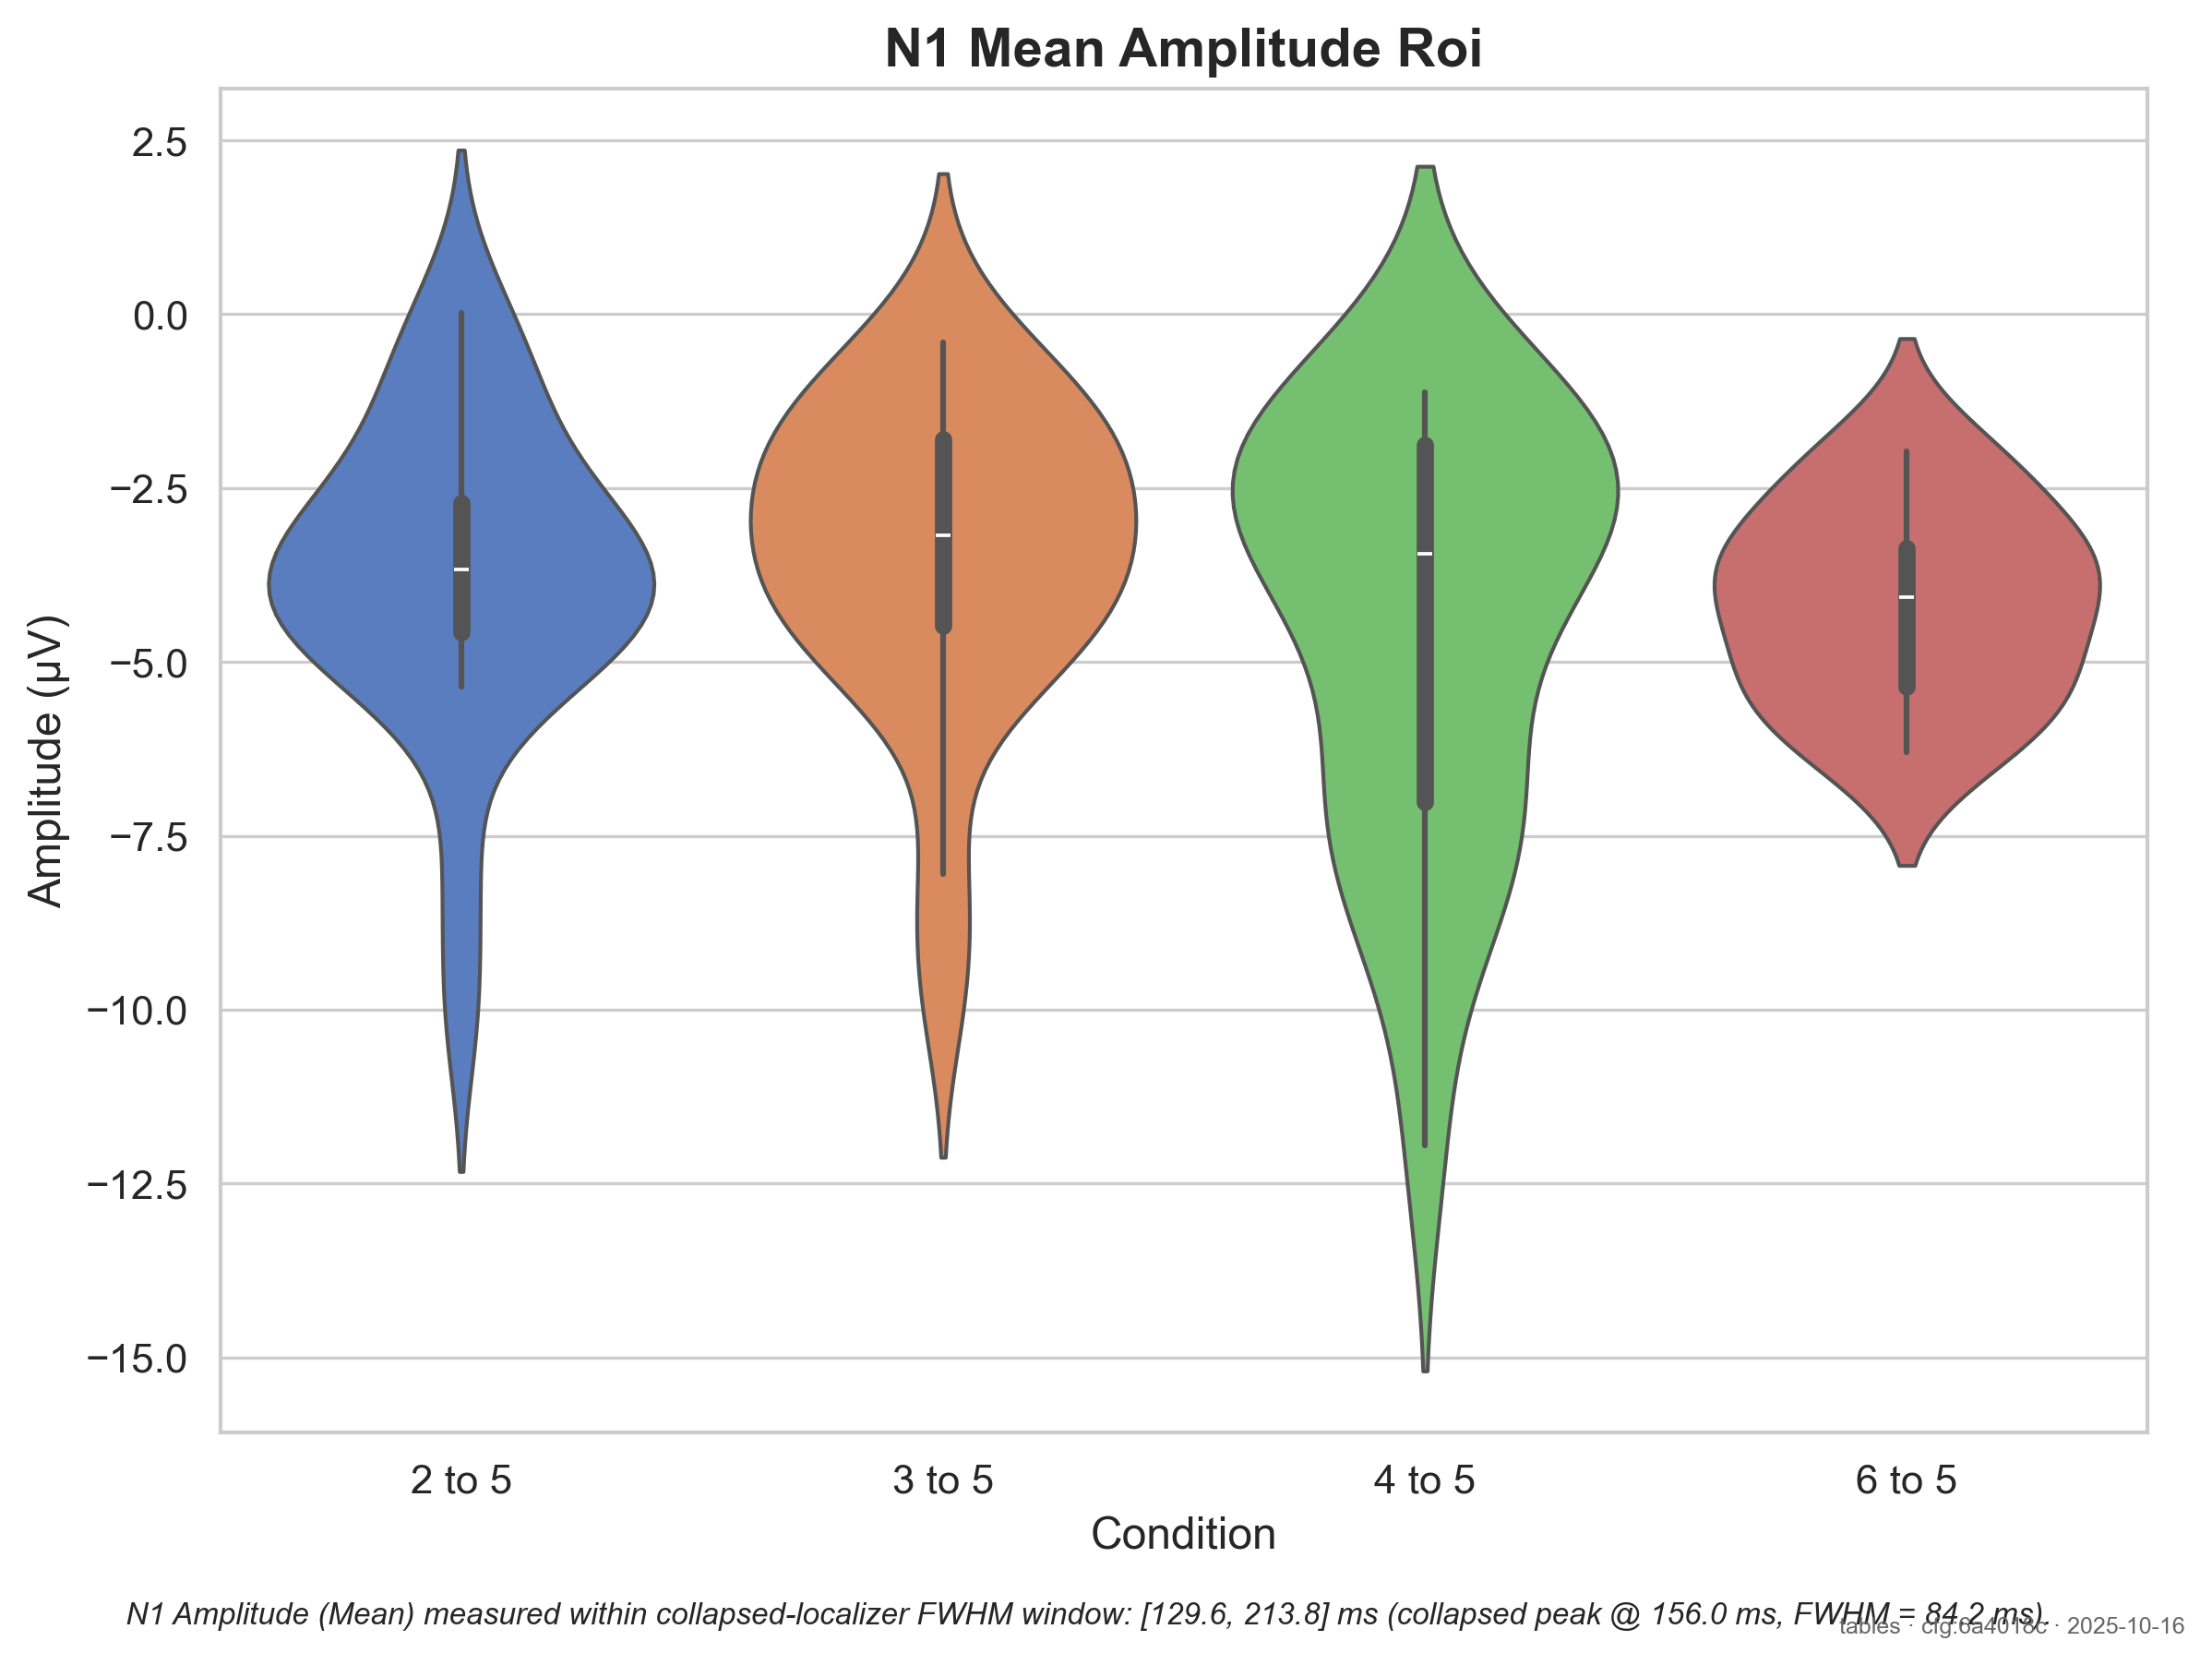 N1 Mean Amplitude Roi
2.5
0.0
−2.5
−5.0
−7.5
−10.0
−12.5
−15.0
Amplitude (µV)
2 to 5
3 to 5
4 to 5
6 to 5
Condition
N1 Amplitude (Mean) measured within collapsed-localizer FWHM window: [129.6, 213.8] ms (collapsed peak @ 156.0 ms, FWHM = 84.2 ms).
tables · cfg:6a4018c · 2025-10-16